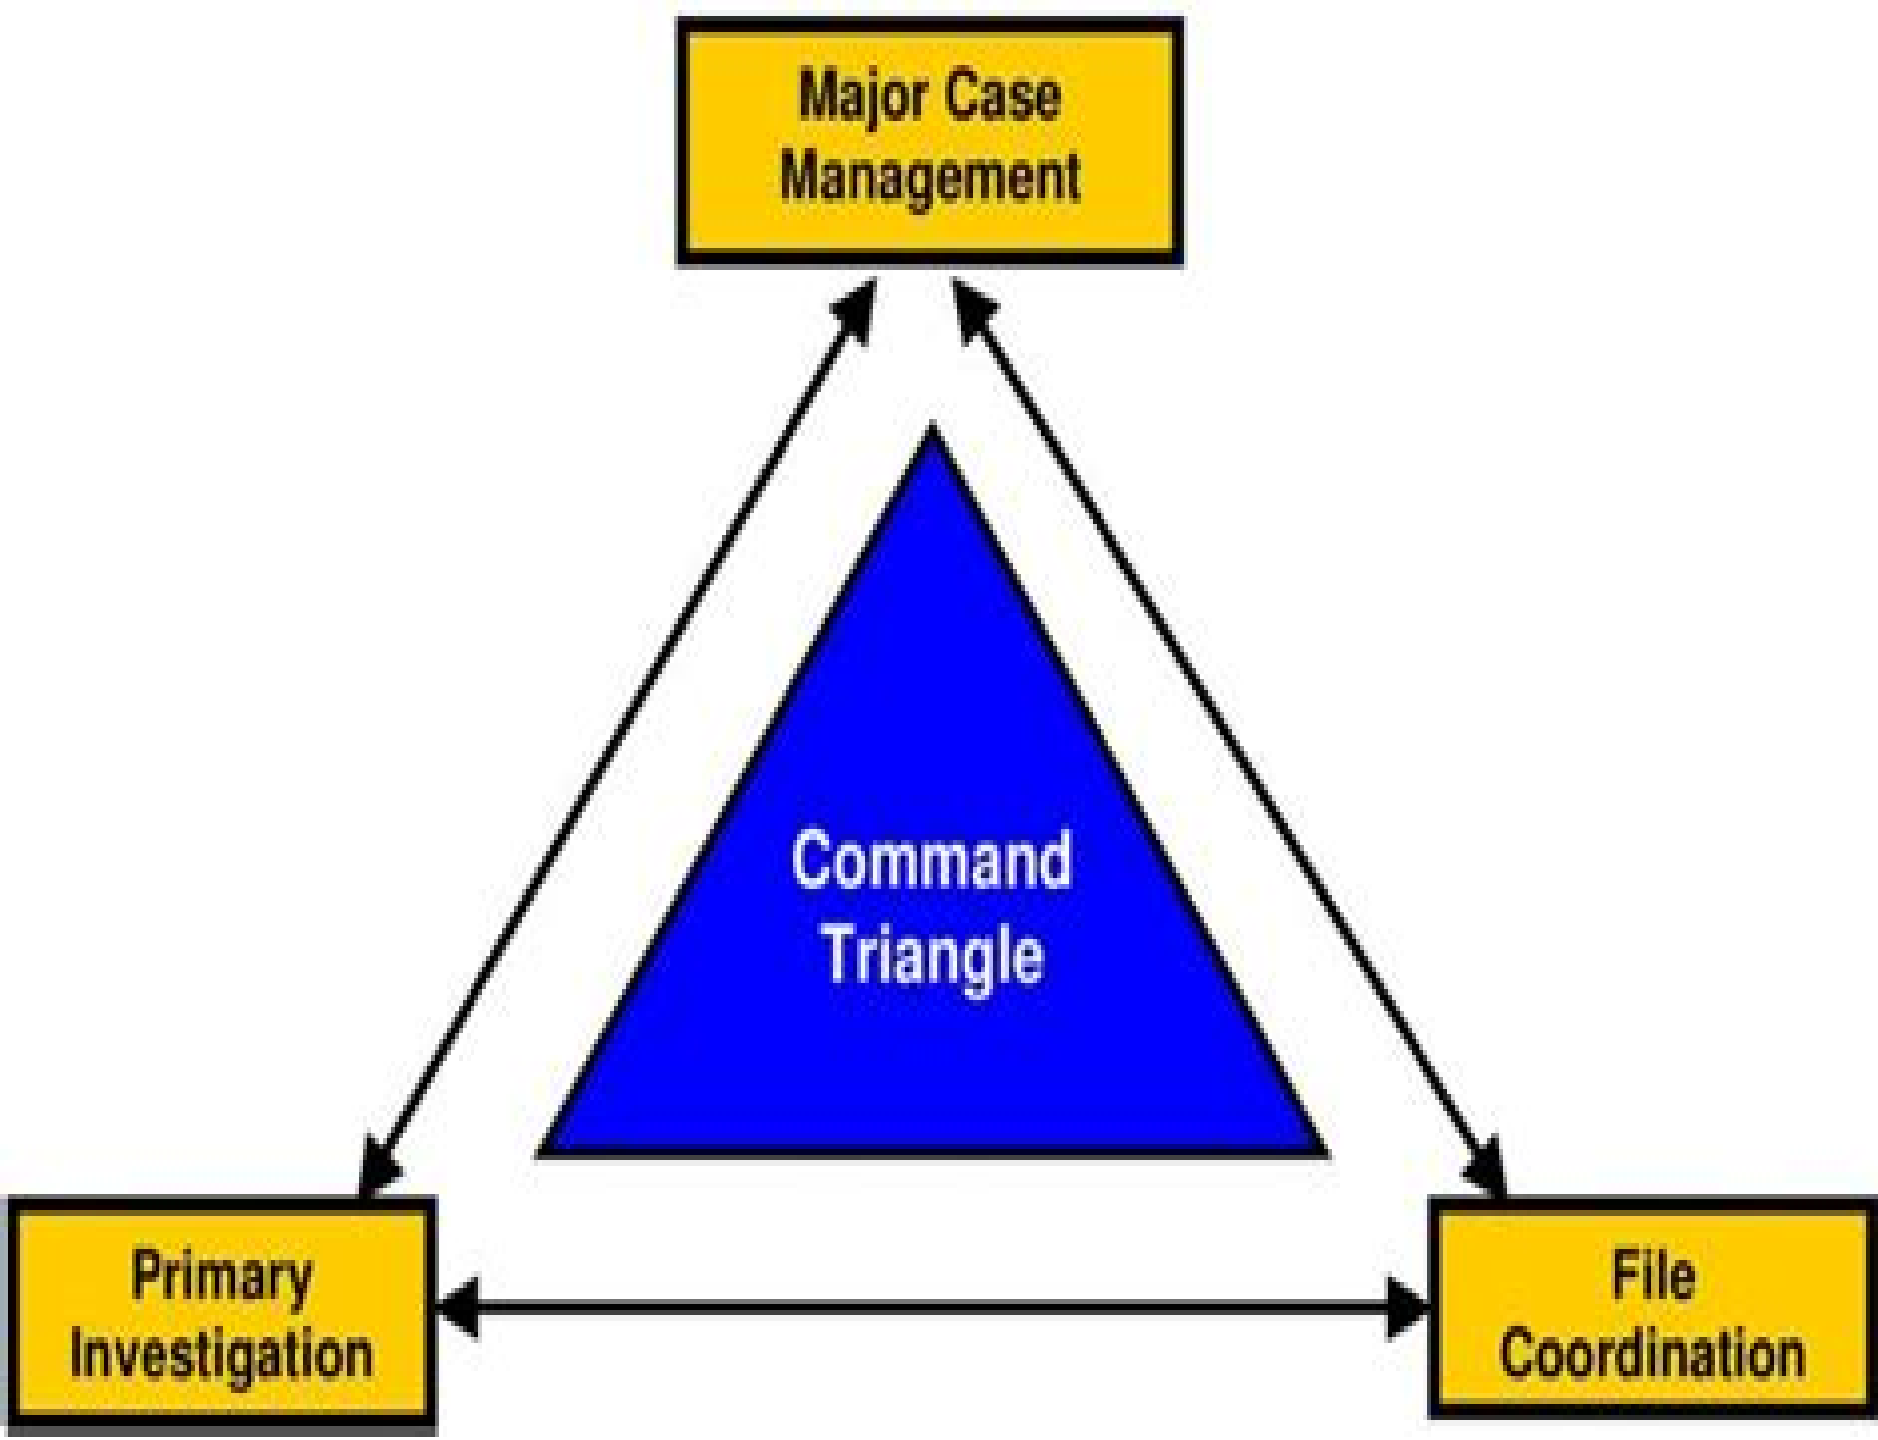 Major Case
Management
Command
Triangle
Primary
Investigation
File
Coordination